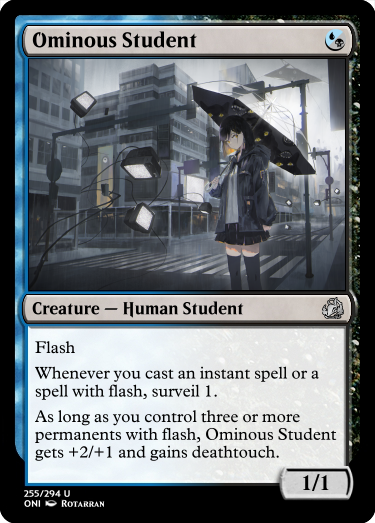 Ominous Student
Creature — Human Student
Flash
Whenever you cast an instant spell or a
spell with flash, surveil 1.
As long as you control three or more
permanents with flash, Ominous Student
gets +2/+1 and gains deathtouch.
1/1
255/294 U
ONI Rotarran